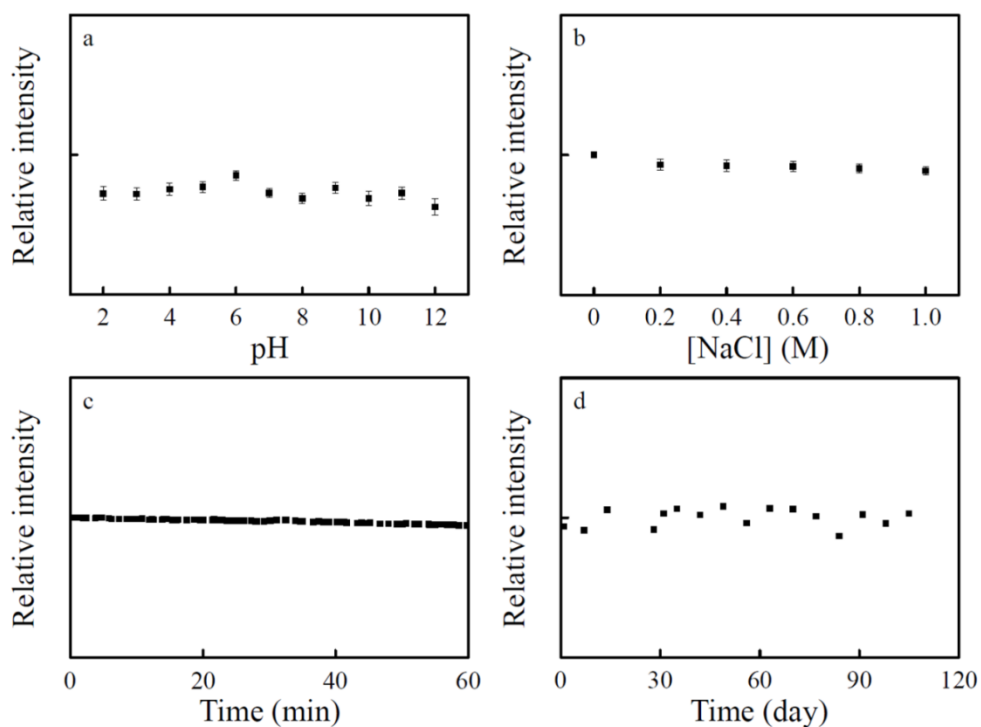 a
Relative intensity
2 4 6 8 10 12
pH
b
Relative intensity
0 0.2 0.4 0.6 0.8 1.0
[NaCl] (M)
c
Relative intensity
0 20 40 60
Time (min)
d
Relative intensity
0 30 60 90 120
Time (day)